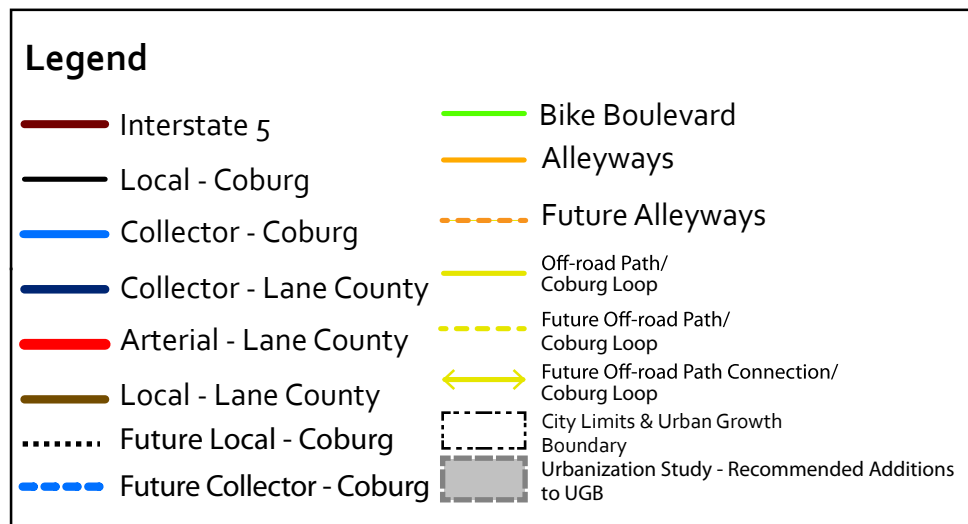 Legend
Interstate 5
Local - Coburg
Collector - Coburg
Collector - Lane County
Arterial - Lane County
Local - Lane County
Future Local - Coburg
Future Collector - Coburg
Bike Boulevard
Alleyways
Future Alleyways
Off-road Path/
Coburg Loop
Future Off-road Path/
Coburg Loop
Future Off-road Path Connection/
Coburg Loop
City Limits & Urban Growth
Boundary
Urbanization Study - Recommended Additions
to UGB